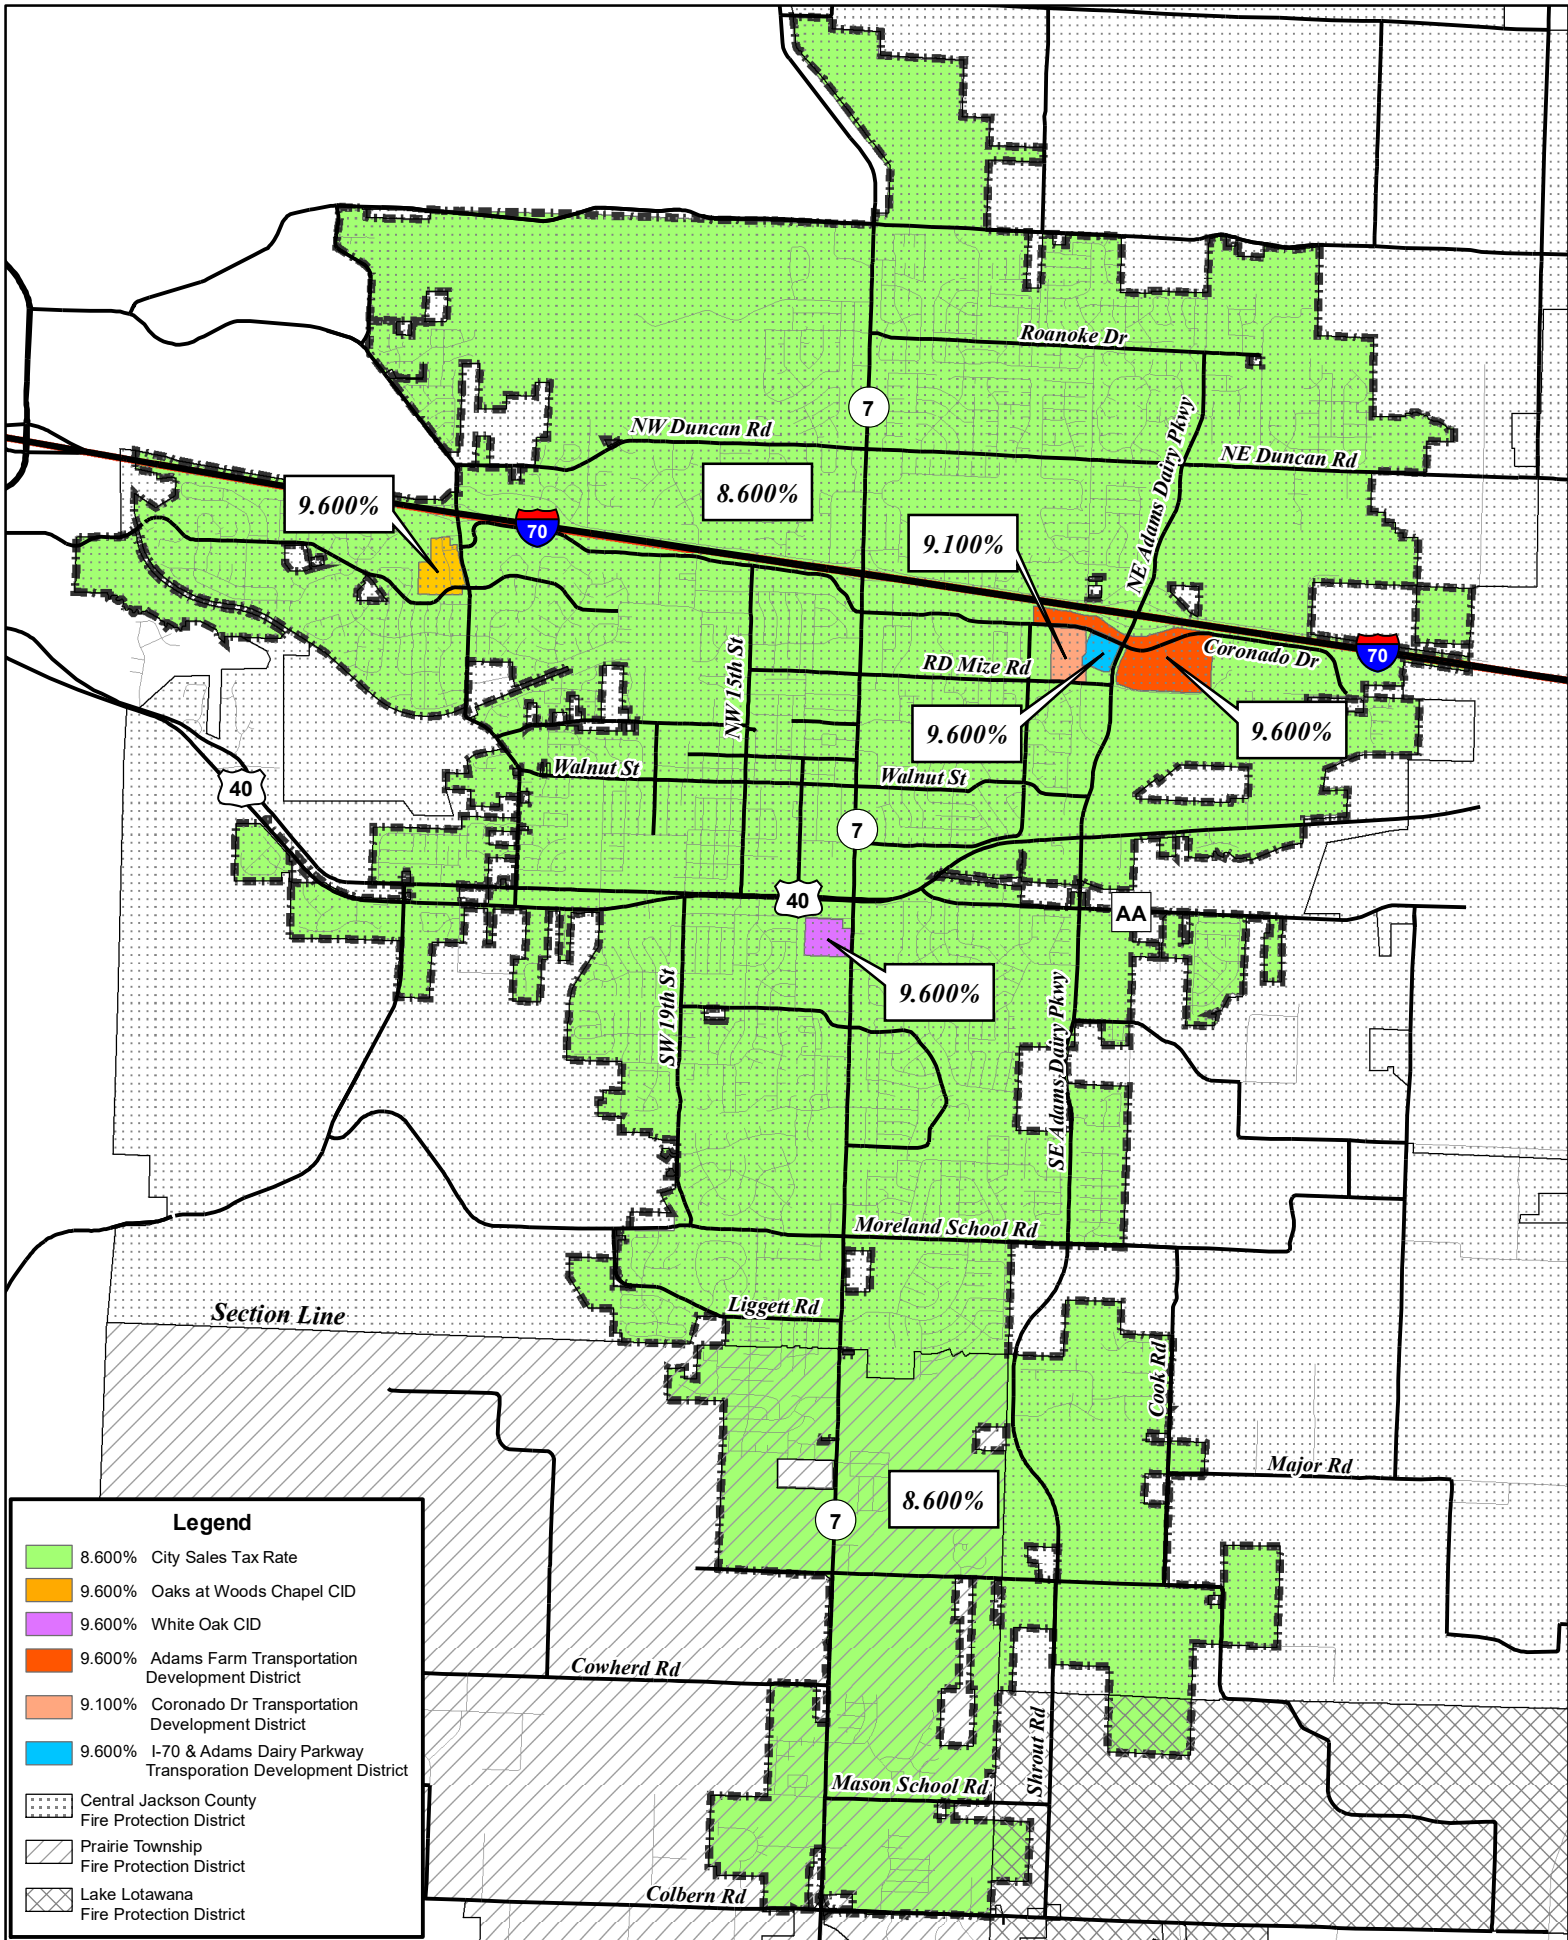 Roanoke Dr
7
NW Duncan Rd
NE Adams Dairy Pkwy
NE Duncan Rd
9.600%
8.600%
70
9.100%
NW 15th St
RD Mize Rd
Coronado Dr
70
9.600%
9.600%
Walnut St
Walnut St
40
7
40
AA
9.600%
SW 19th St
SE Adams Dairy Pkwy
Moreland School Rd
Section Line
Liggett Rd
Cook Rd
Major Rd
8.600%
7
Cowherd Rd
Shrout Rd
Mason School Rd
Colbern Rd
Legend
8.600% City Sales Tax Rate
9.600% Oaks at Woods Chapel CID
9.600% White Oak CID
9.600% Adams Farm Transportation
Development District
9.100% Coronado Dr Transportation
Development District
9.600% I-70 & Adams Dairy Parkway
Transporation Development District
Central Jackson County
Fire Protection District
Prairie Township
Fire Protection District
Lake Lotawana
Fire Protection District